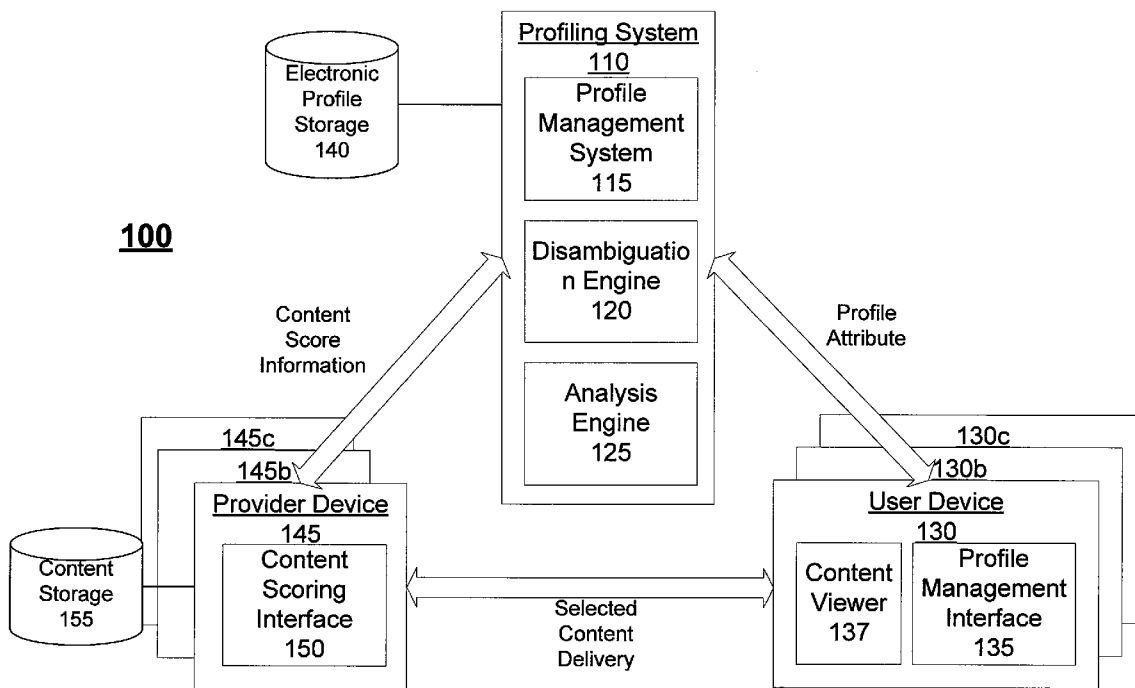 Profiling System
110
Profile
Management
System
115
Electronic
Profile
Storage
140
100
Disambiguatio
n Engine
120
Content
Score
Information
Profile
Attribute
Analysis
Engine
125
145c
145b
Provider Device
145
Content
Scoring
Interface
150
Content
Storage
155
130c
130b
User Device
130
Content
Viewer
137
Profile
Management
Interface
135
Selected
Content
Delivery